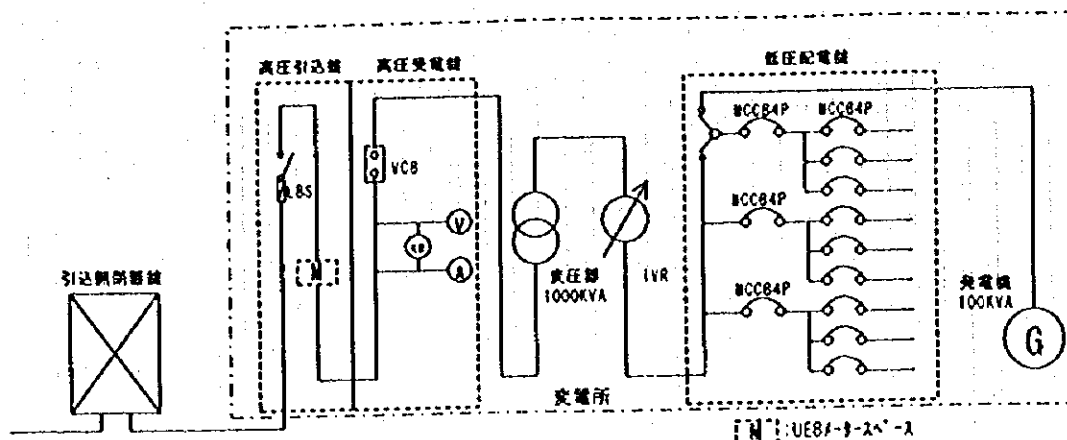 高圧引込盤
高圧受電盤
低圧配電盤
MCCB4P
MCCB4P
VCB
LBS
V
M
A
MCCB4P
引込開閉器盤
変圧器
1000KVA
IVR
MCCB4P
発電機
100KVA
G
変電所
M:UEBメータースペース